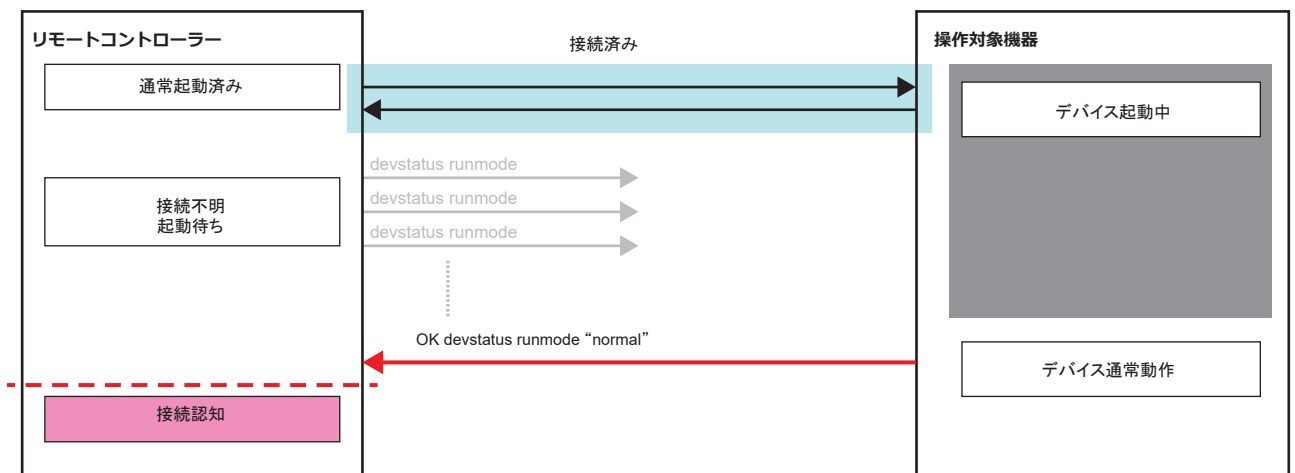 リモートコントローラー
接続済み
操作対象機器
通常起動済み
デバイス起動中
devstatus runmode
devstatus runmode
devstatus runmode
接続不明
起動待ち
OK devstatus runmode “normal”
デバイス通常動作
接続認知